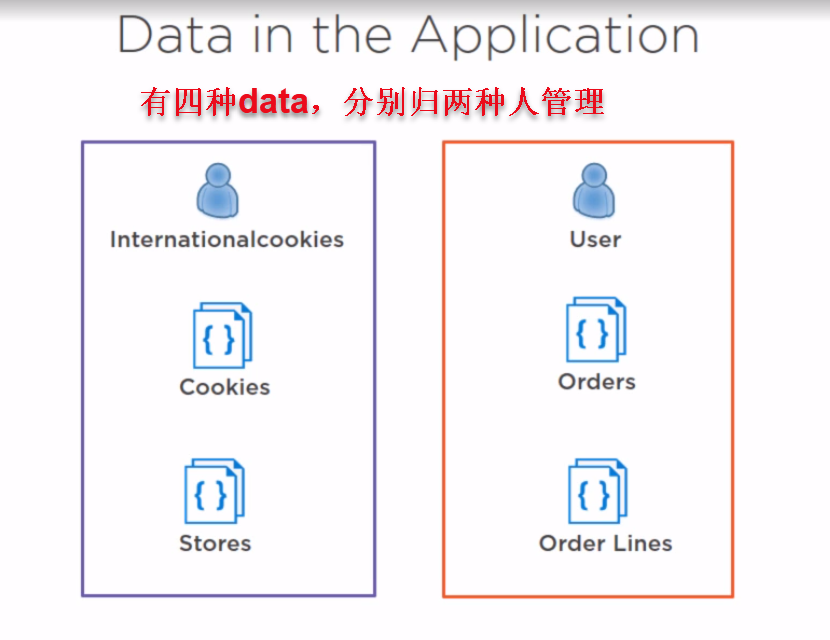 Data in the Application
有四种data，分别归两种人管理
Internationalcookies
User
Cookies
Orders
Stores
Order Lines